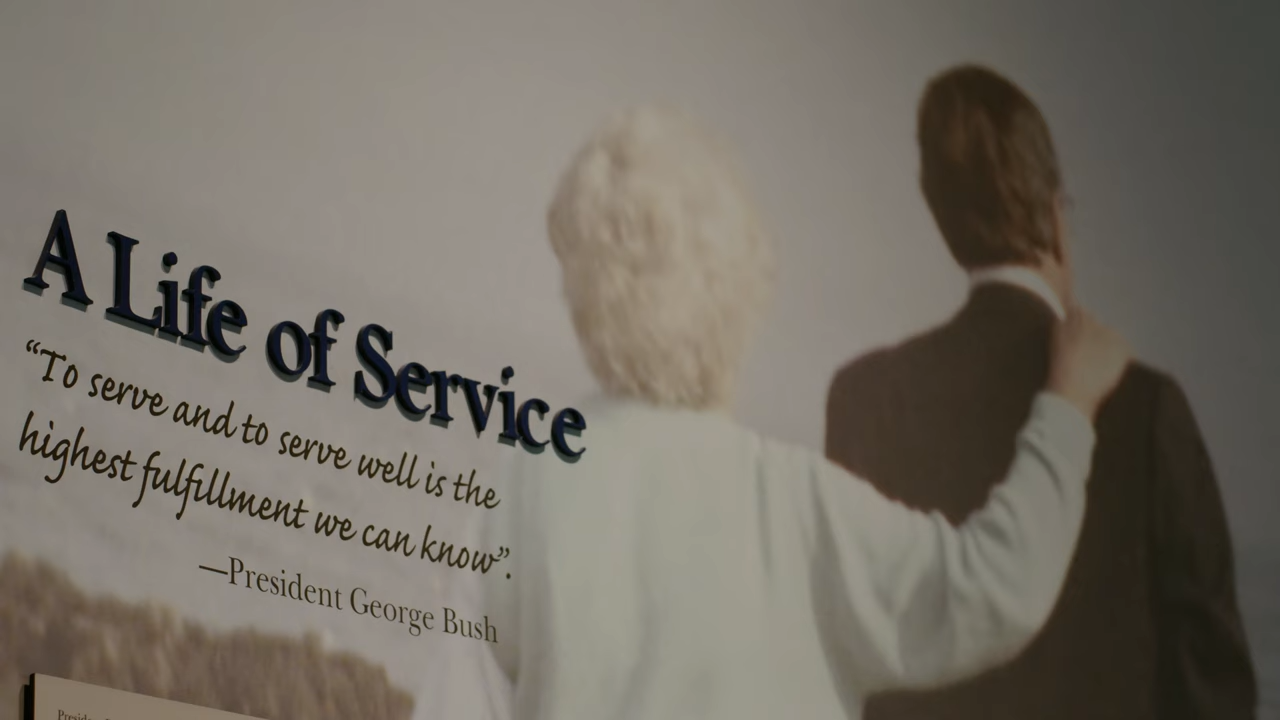 A Life of Service
“To serve and to serve well is the
highest fulfillment we can know”.
—President George Bush